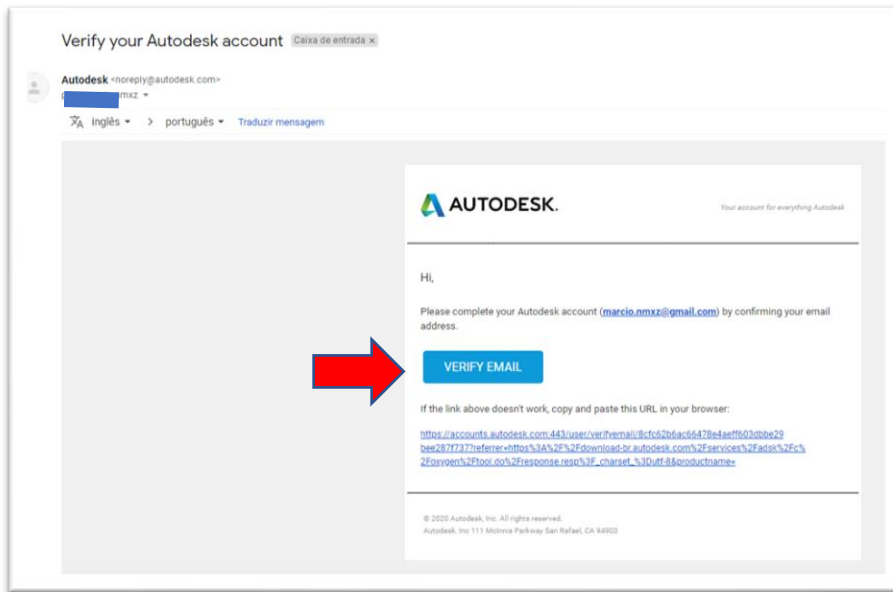 Verify your Autodesk account Caixa de entrada x
Autodesk <noreply@autodesk.com>
mxz
inglês > português Traduzir mensagem
AUTODESK.
Your account for everything Autodesk
Hi,
Please complete your Autodesk account (marcio.nmxz@gmail.com) by confirming your email
address.
VERIFY EMAIL
If the link above doesn't work, copy and paste this URL in your browser:
https://accounts.autodesk.com:443/user/verifyemail/8cfc62b6ac66478e4aeff603dbbe29
bee287f737?referrer=https%3A%2F%2Fdownload-br.autodesk.com%2Fservices%2Fadsk%2Fc%
2Foxygen%2Ftool.do%2Fresponse.resp%3F_charset_%3Dutf-8&productname=
© 2020 Autodesk, Inc. All rights reserved.
Autodesk, Inc 111 McInnis Parkway San Rafael, CA 94903